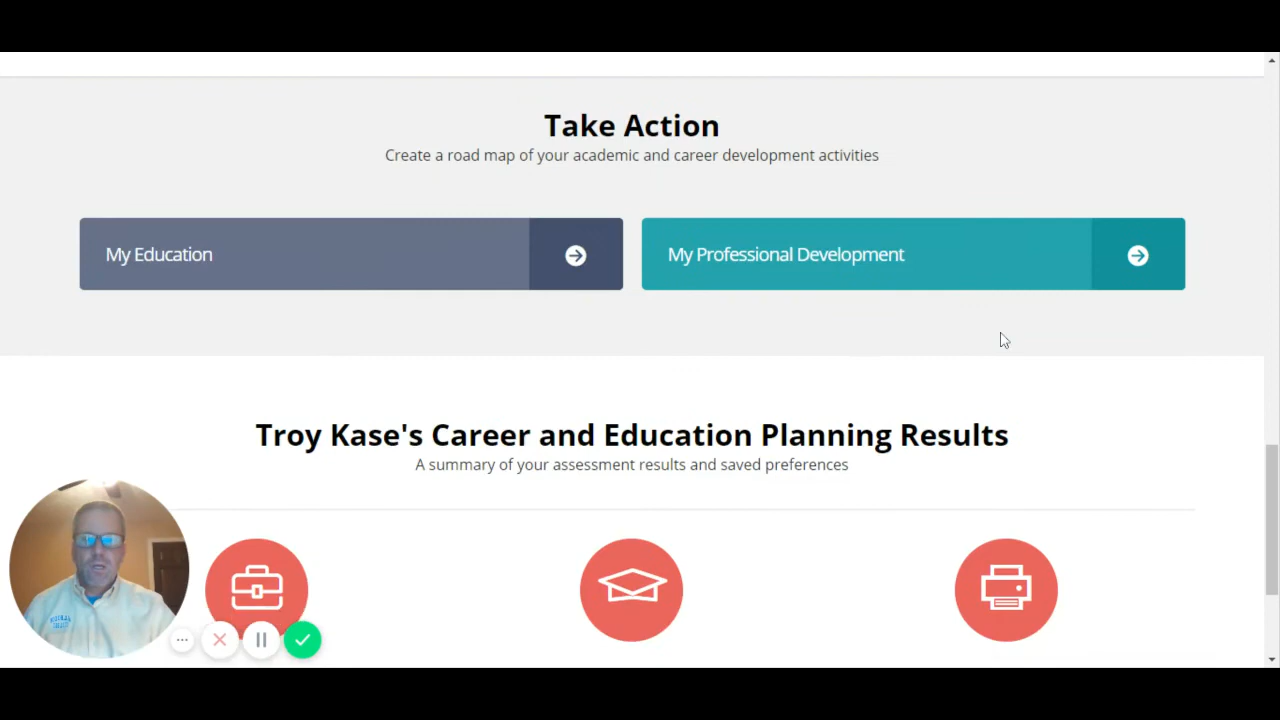 Take Action
Create a road map of your academic and career development activities
My Education
My Professional Development
Troy Kase's Career and Education Planning Results
A summary of your assessment results and saved preferences